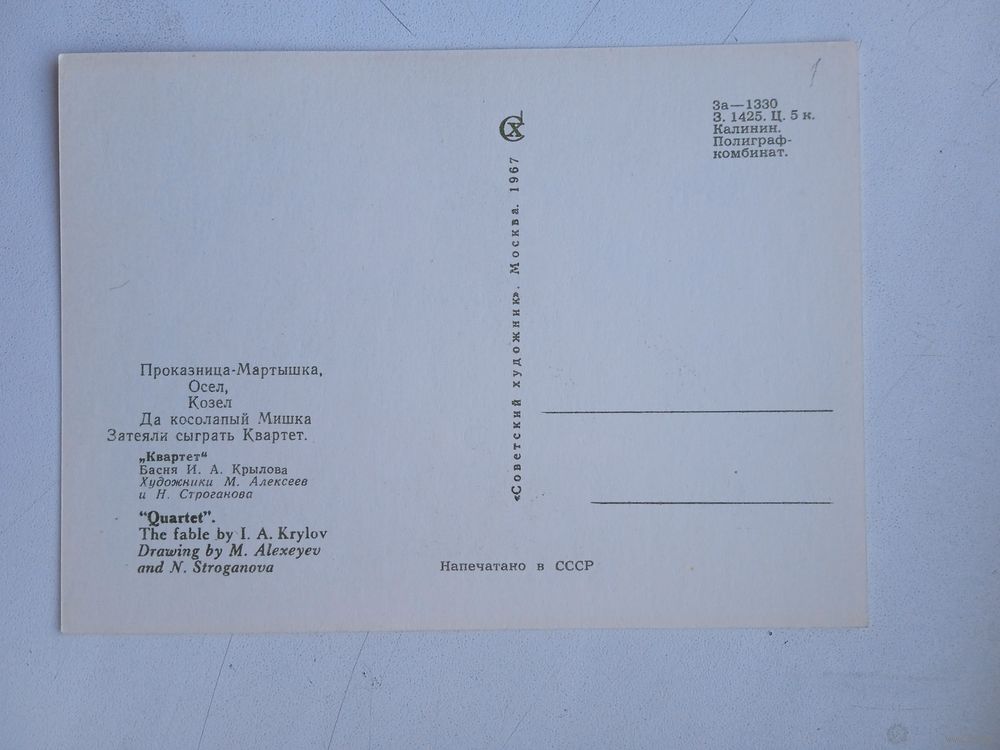 Проказница-Мартышка,
Осел,
Козел
Да косолапый Мишка
Затеяли сыграть Квартет.
„Квартет“
Басня И. А. Крылова
Художники М. Алексеев
и Н. Строганова
“Quartet”.
The fable by I. A. Krylov
Drawing by M. Alexeyev
and N. Stroganova
СХ
«Советский художник». Москва. 1967
Напечатано в СССР
За—1330
З. 1425. Ц. 5 к.
Калинин.
Полиграф-
комбинат.